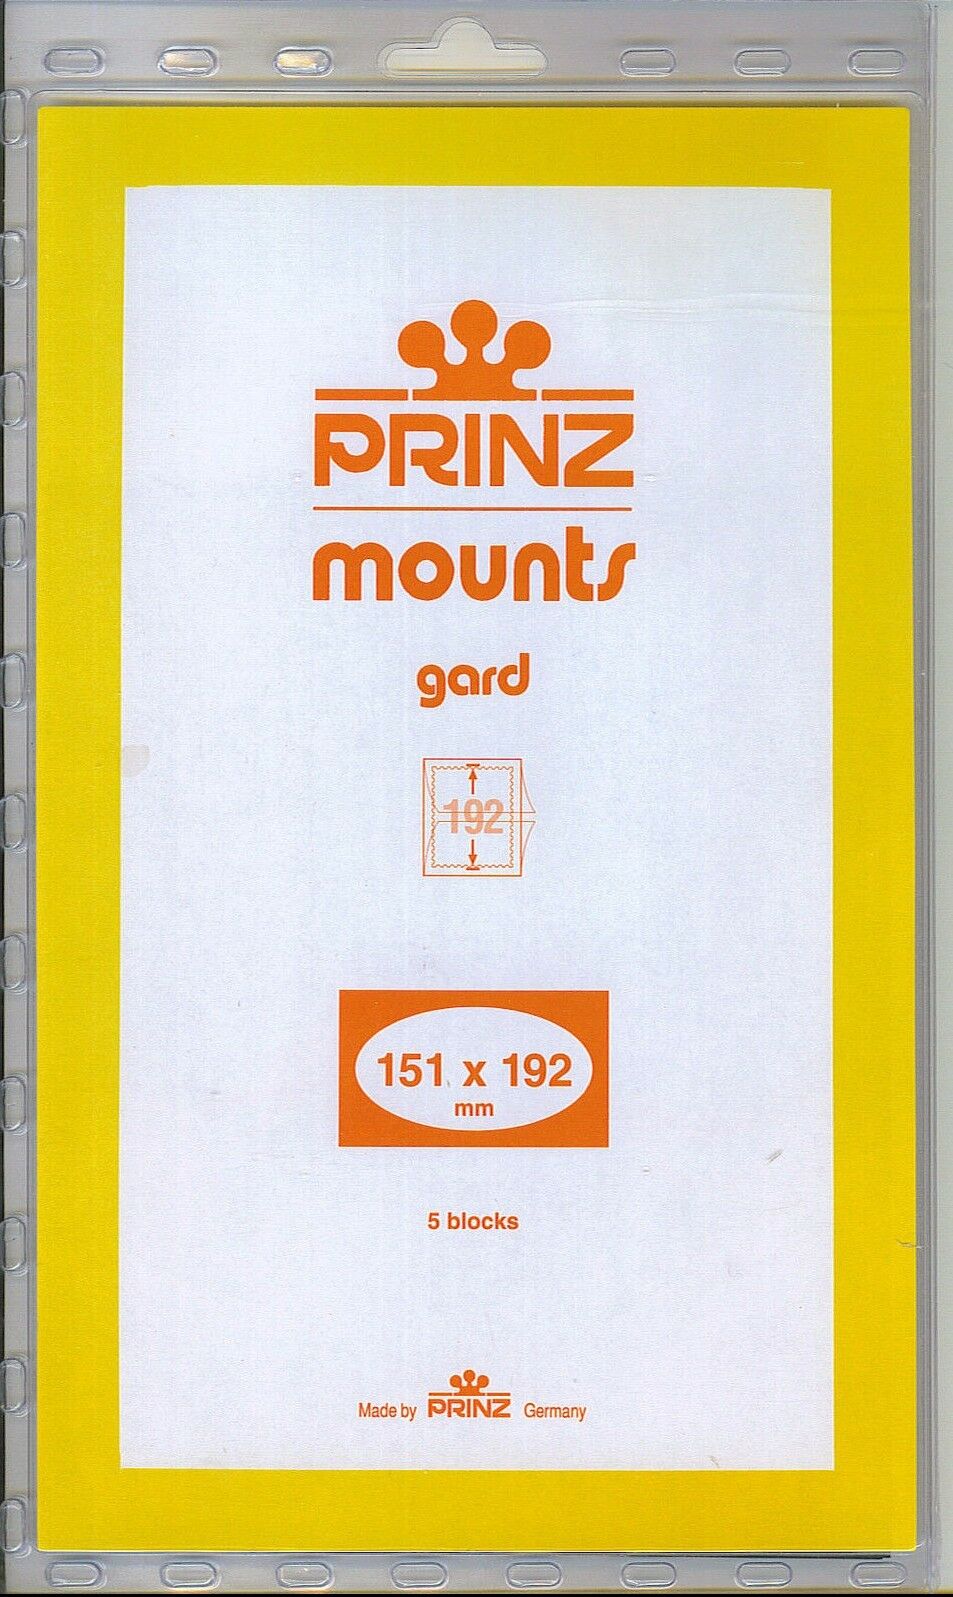 PRINZ
mounts
gard
192
151 x 192
mm
5 blocks
Made by PRINZ Germany